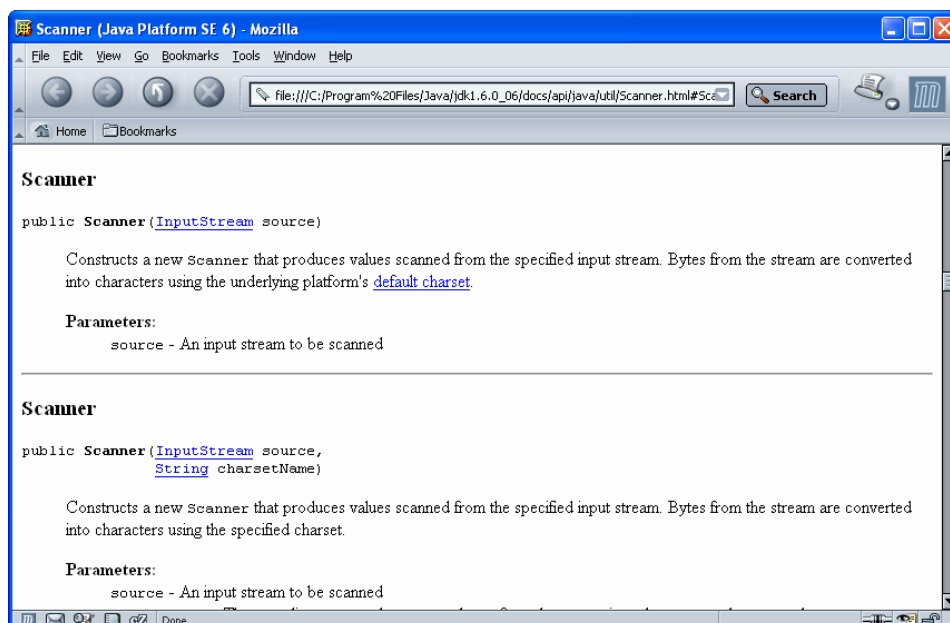 Scanner (Java Platform SE 6) - Mozilla
File Edit View Go Bookmarks Tools Window Help
file:///C:/Program%20Files/Java/jdk1.6.0_06/docs/api/java/util/Scanner.html#Sca
Search
Home Bookmarks
Scanner
public Scanner(InputStream source)
Constructs a new Scanner that produces values scanned from the specified input stream. Bytes from the stream are converted
into characters using the underlying platform's default charset.
Parameters:
source - An input stream to be scanned
Scanner
public Scanner(InputStream source,
String charsetName)
Constructs a new Scanner that produces values scanned from the specified input stream. Bytes from the stream are converted
into characters using the specified charset.
Parameters:
source - An input stream to be scanned
Done